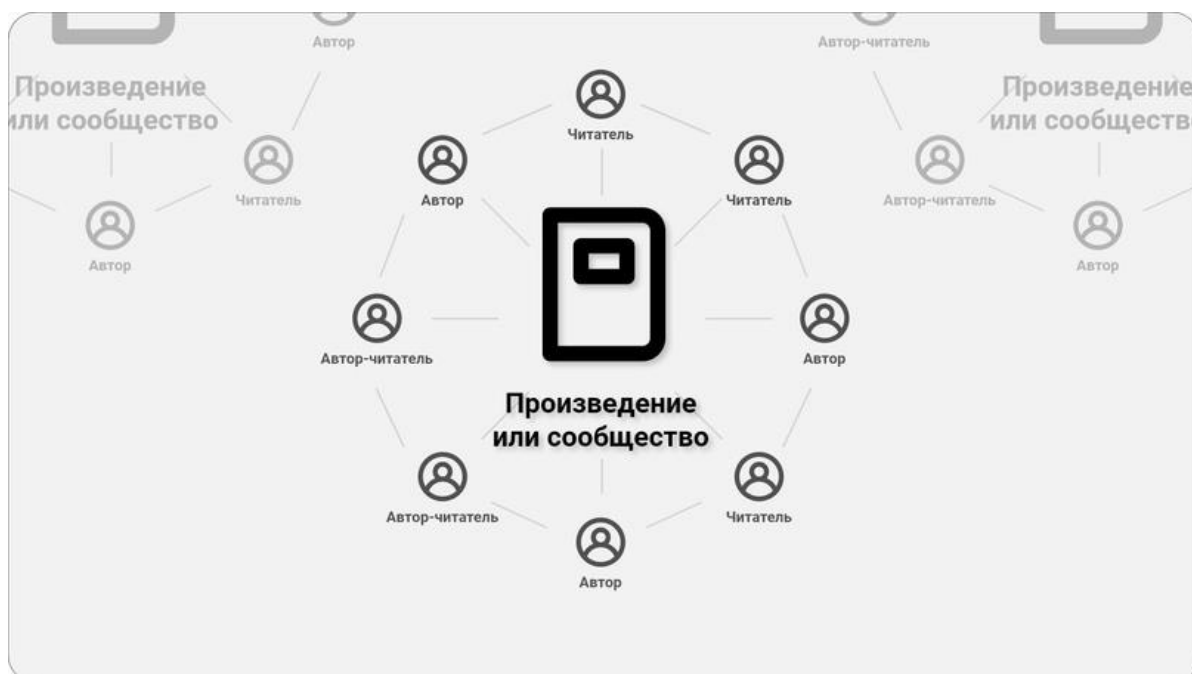 Автор
Автор-читатель
Произведение
или сообщество
Произведение
или сообществ
Читатель
Автор
Читатель
Читатель
Автор-читатель
Автор
Автор
Автор-читатель
Автор
Произведение
или сообщество
Автор-читатель
Читатель
Автор